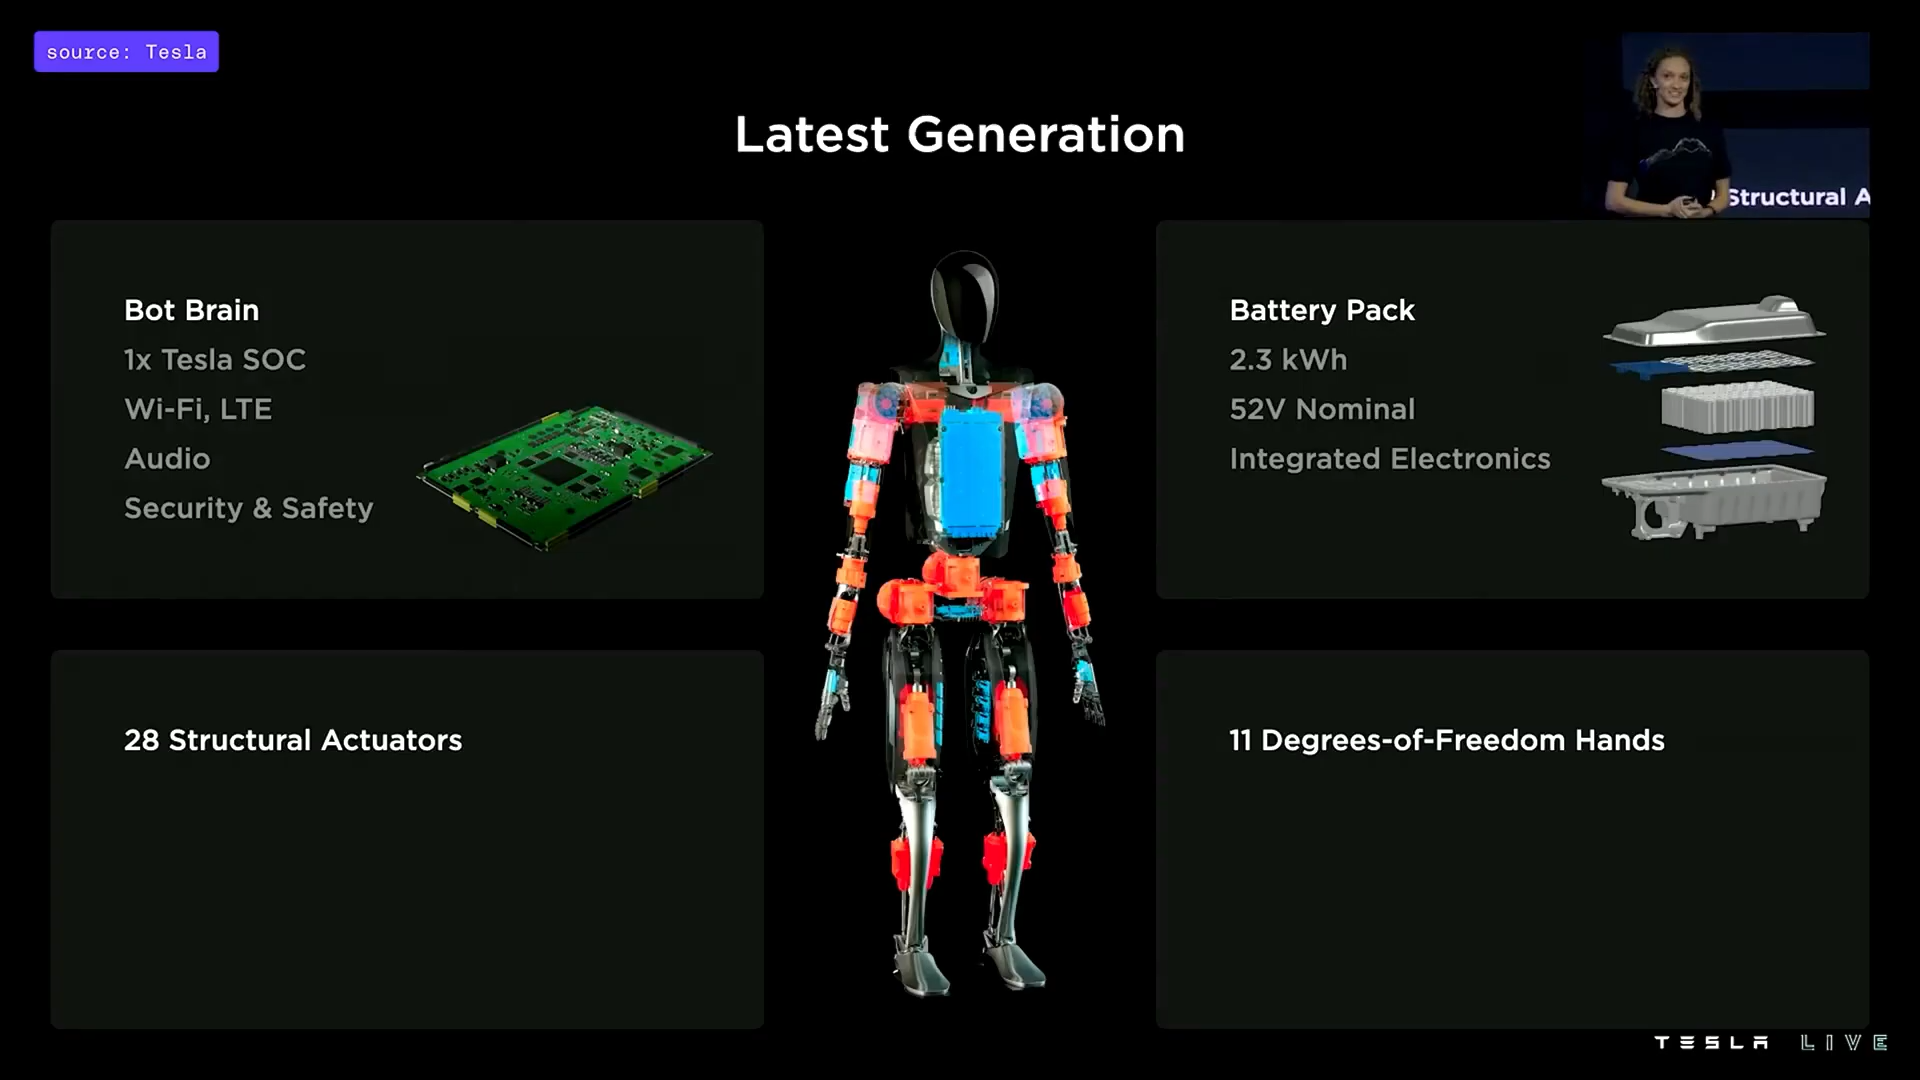 source: Tesla
Structural A
Latest Generation
Bot Brain
1x Tesla SOC
Wi-Fi, LTE
Audio
Security & Safety
Battery Pack
2.3 kWh
52V Nominal
Integrated Electronics
28 Structural Actuators
11 Degrees-of-Freedom Hands
TESLA LIVE